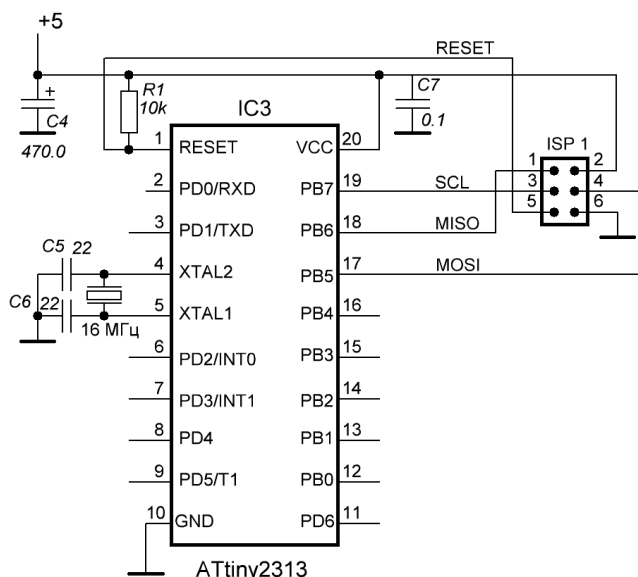 +5
RESET
C4
470.0
+
R1
10k
IC3
C7
0.1
ISP 1
1 2
3 4
5 6
1 RESET VCC 20
2 PD0/RXD PB7 19 SCL
3 PD1/TXD PB6 18 MISO
4 XTAL2 PB5 17 MOSI
5 XTAL1 PB4 16
6 PD2/INT0 PB3 15
7 PD3/INT1 PB2 14
8 PD4 PB1 13
9 PD5/T1 PB0 12
10 GND PD6 11
C5 22
C6 22
16 МГц
ATtiny2313